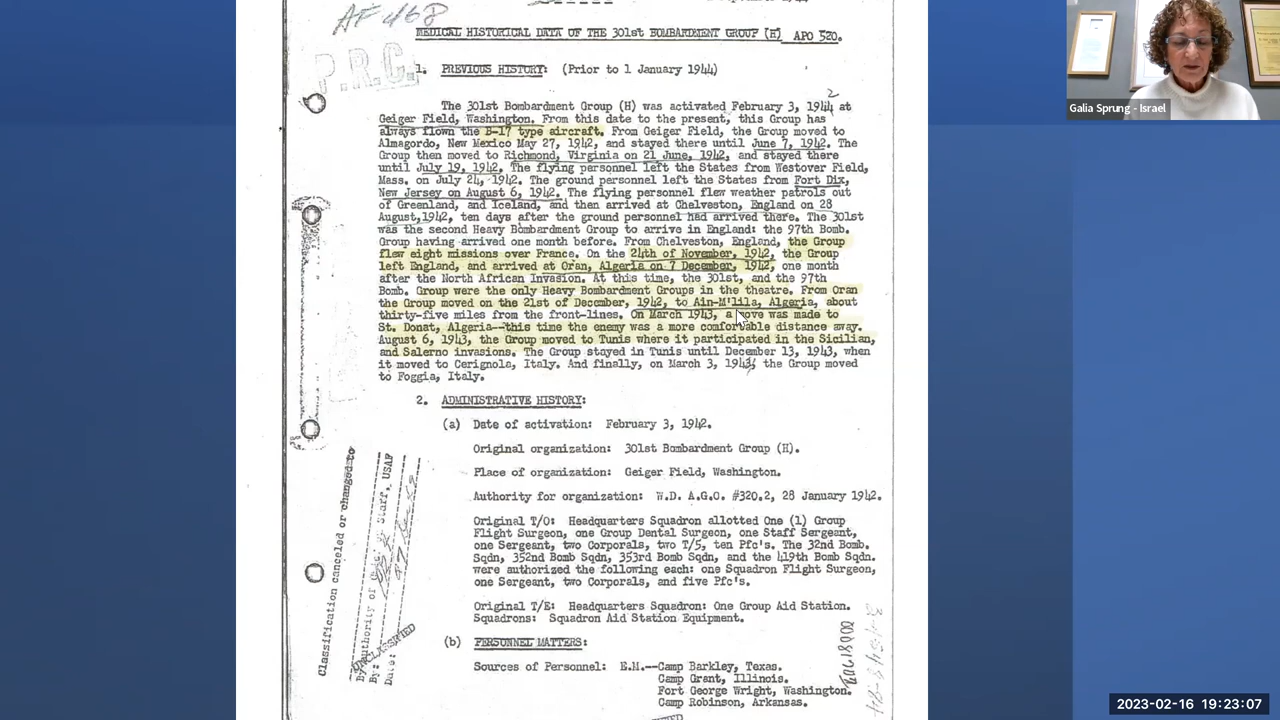 AF 468
MEDICAL HISTORICAL DATA OF THE 301st BOMBARDMENT GROUP (H) APO 520.
P.R.C.
1. PREVIOUS HISTORY: (Prior to 1 January 1944)
2
The 301st Bombardment Group (H) was activated February 3, 1944 at
Geiger Field, Washington. From this date to the present, this Group has
always flown the B-17 type aircraft. From Geiger Field, the Group moved to
Almagordo, New Mexico May 27, 1942, and stayed there until June 7, 1942. The
Group then moved to Richmond, Virginia on 21 June, 1942, and stayed there
until July 19, 1942. The flying personnel left the States from Westover Field,
Mass. on July 24, 1942. The ground personnel left the States from Fort Dix,
New Jersey on August 6, 1942. The flying personnel flew weather patrols out
of Greenland, and Iceland, and then arrived at Chelveston, England on 28
August,1942, ten days after the ground personnel had arrived there. The 301st
was the second Heavy Bombardment Group to arrive in England: the 97th Bomb.
Group having arrived one month before. From Chelveston, England, the Group
flew eight missions over France. On the 24th of November, 1942, the Group
left England, and arrived at Oran, Algeria on 7 December, 1942, one month
after the North African Invasion. At this time, the 301st, and the 97th
Bomb. Group were the only Heavy Bombardment Groups in the theatre. From Oran
the Group moved on the 21st of December, 1942, to Ain-M'lila, Algeria, about
thirty-five miles from the front-lines. On March 1943, a move was made to
St. Donat, Algeria--this time the enemy was a more comfortable distance away.
August 6, 1943, the Group moved to Tunis where it participated in the Sicilian,
and Salerno invasions. The Group stayed in Tunis until December 13, 1943, when
it moved to Cerignola, Italy. And finally, on March 3, 1943, the Group moved
to Foggia, Italy.
2. ADMINISTRATIVE HISTORY:
(a) Date of activation: February 3, 1942.
Original organization: 301st Bombardment Group (H).
Place of organization: Geiger Field, Washington.
Authority for organization: W.D. A.G.O. #320.2, 28 January 1942.
Original T/O: Headquarters Squadron allotted One (1) Group
Flight Surgeon, one Group Dental Surgeon, one Staff Sergeant,
one Sergeant, two Corporals, two T/5, ten Pfc's. The 32nd Bomb.
Sqdn, 352nd Bomb Sqdn, 353rd Bomb Sqdn, and the 419th Bomb Sqdn.
were authorized the following each: one Squadron Flight Surgeon,
one Sergeant, two Corporals, and five Pfc's.
Original T/E: Headquarters Squadron: One Group Aid Station.
Squadrons: Squadron Aid Station Equipment.
(b) PERSONNEL MATTERS:
Sources of Personnel: E.M.--Camp Barkley, Texas.
Camp Grant, Illinois.
Fort George Wright, Washington.
Camp Robinson, Arkansas.
Classification canceled or changed to
By authority of Staff, USAF
By
Date:
Galia Sprung - Israel
2023-02-16 19:23:07